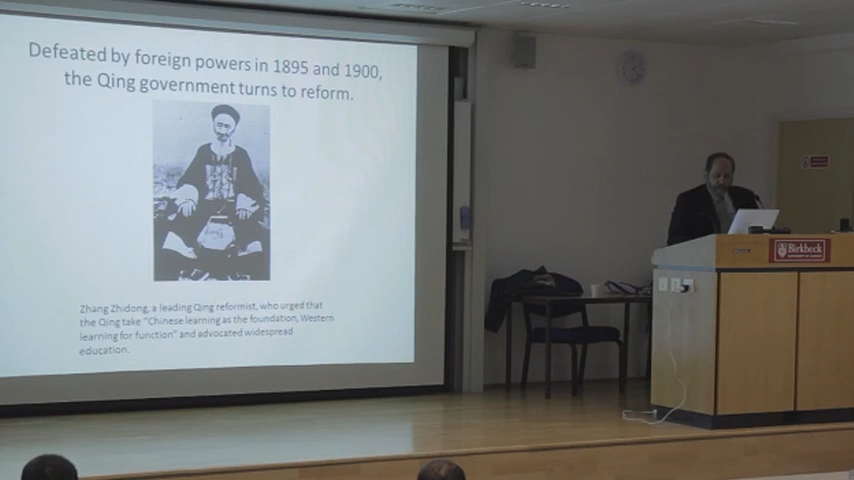 Defeated by foreign powers in 1895 and 1900,
the Qing government turns to reform.
Zhang Zhidong, a leading Qing reformist, who urged that
the Qing take "Chinese learning as the foundation, Western
learning for function" and advocated widespread
education.
Birkbeck